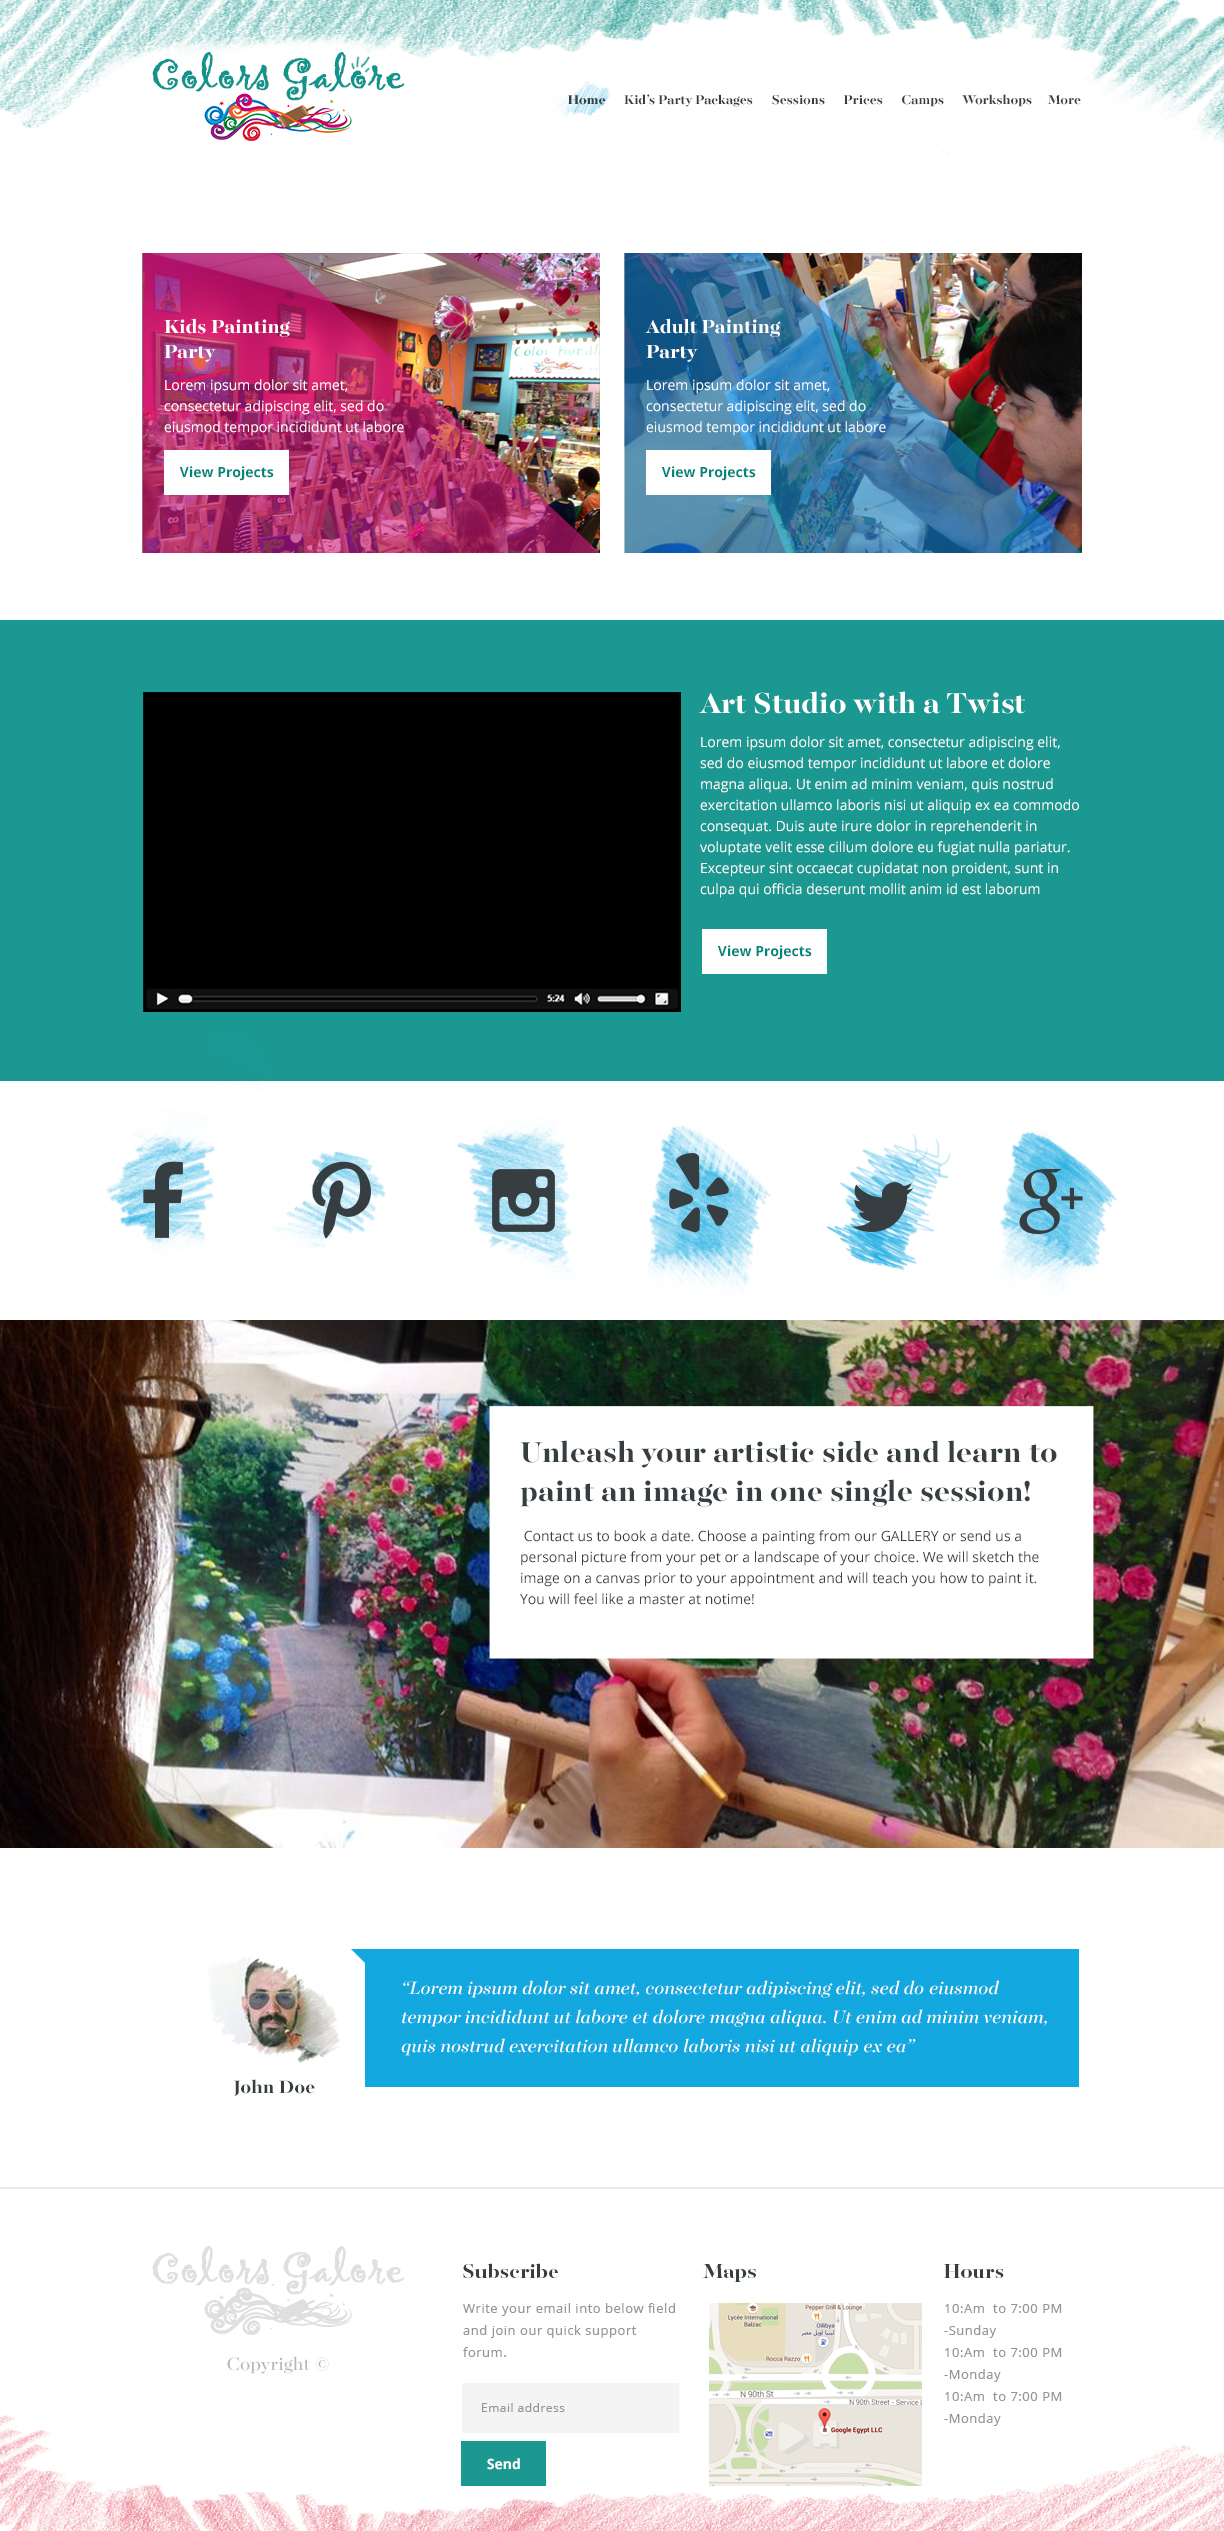 Colors Galore
Home Kid's Party Packages Sessions Prices Camps Workshops More
Kids Painting
Party
Lorem ipsum dolor sit amet,
consectetur adipiscing elit, sed do
eiusmod tempor incididunt ut labore
View Projects
Adult Painting
Party
Lorem ipsum dolor sit amet,
consectetur adipiscing elit, sed do
eiusmod tempor incididunt ut labore
View Projects
Art Studio with a Twist
Lorem ipsum dolor sit amet, consectetur adipiscing elit,
sed do eiusmod tempor incididunt ut labore et dolore
magna aliqua. Ut enim ad minim veniam, quis nostrud
exercitation ullamco laboris nisi ut aliquip ex ea commodo
consequat. Duis aute irure dolor in reprehenderit in
voluptate velit esse cillum dolore eu fugiat nulla pariatur.
Excepteur sint occaecat cupidatat non proident, sunt in
culpa qui officia deserunt mollit anim id est laborum
View Projects
5:24
Unleash your artistic side and learn to
paint an image in one single session!
Contact us to book a date. Choose a painting from our GALLERY or send us a
personal picture from your pet or a landscape of your choice. We will sketch the
image on a canvas prior to your appointment and will teach you how to paint it.
You will feel like a master at notime!
“Lorem ipsum dolor sit amet, consectetur adipiscing elit, sed do eiusmod
tempor incididunt ut labore et dolore magna aliqua. Ut enim ad minim veniam,
quis nostrud exercitation ullamco laboris nisi ut aliquip ex ea”
John Doe
Colors Galore
Copyright ©
Subscribe
Write your email into below field
and join our quick support
forum.
Email address
Send
Maps
Pepper Grill & Lounge
Lycée International
Balzac
Oilibya
Rocca Razzo
N 90th St
N 90th Street - Service
Google Egypt LLC
Hours
10:Am to 7:00 PM
-Sunday
10:Am to 7:00 PM
-Monday
10:Am to 7:00 PM
-Monday